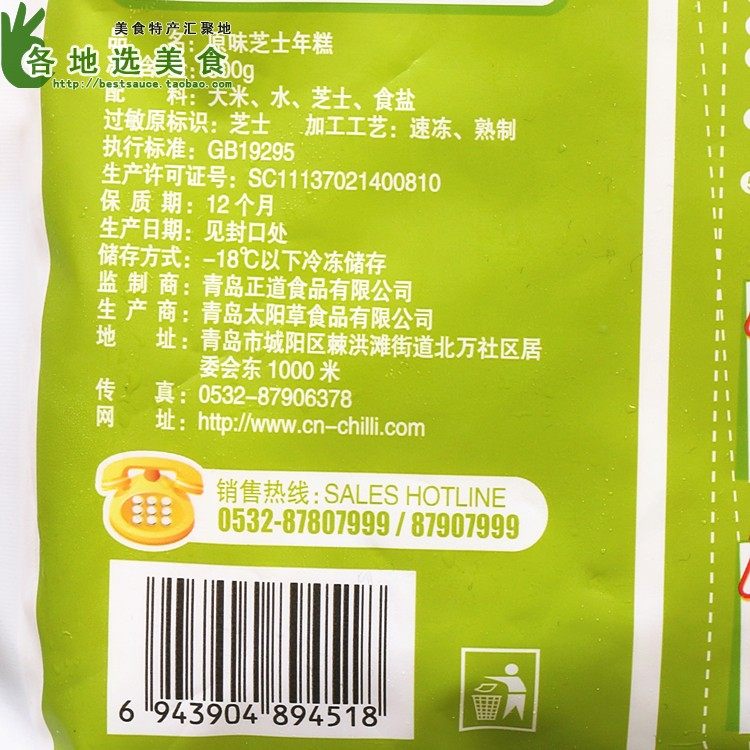 美食特产汇聚地
各地选美食
http://bestsauce.taobao.com
名：原味芝士年糕
00g
配 料：大米、水、芝士、食盐
过敏原标识：芝士 加工工艺：速冻、熟制
执行标准：GB19295
生产许可证号：SC11137021400810
保质期：12个月
生产日期：见封口处
储存方式：-18℃以下冷冻储存
监制商：青岛正道食品有限公司
生产商：青岛太阳草食品有限公司
地 址：青岛市城阳区棘洪滩街道北万社区居
委会东1000米
传 真：0532-87906378
网 址：http://www.cn-chilli.com
销售热线：SALES HOTLINE
0532-87807999 / 87907999
6 943904 894518